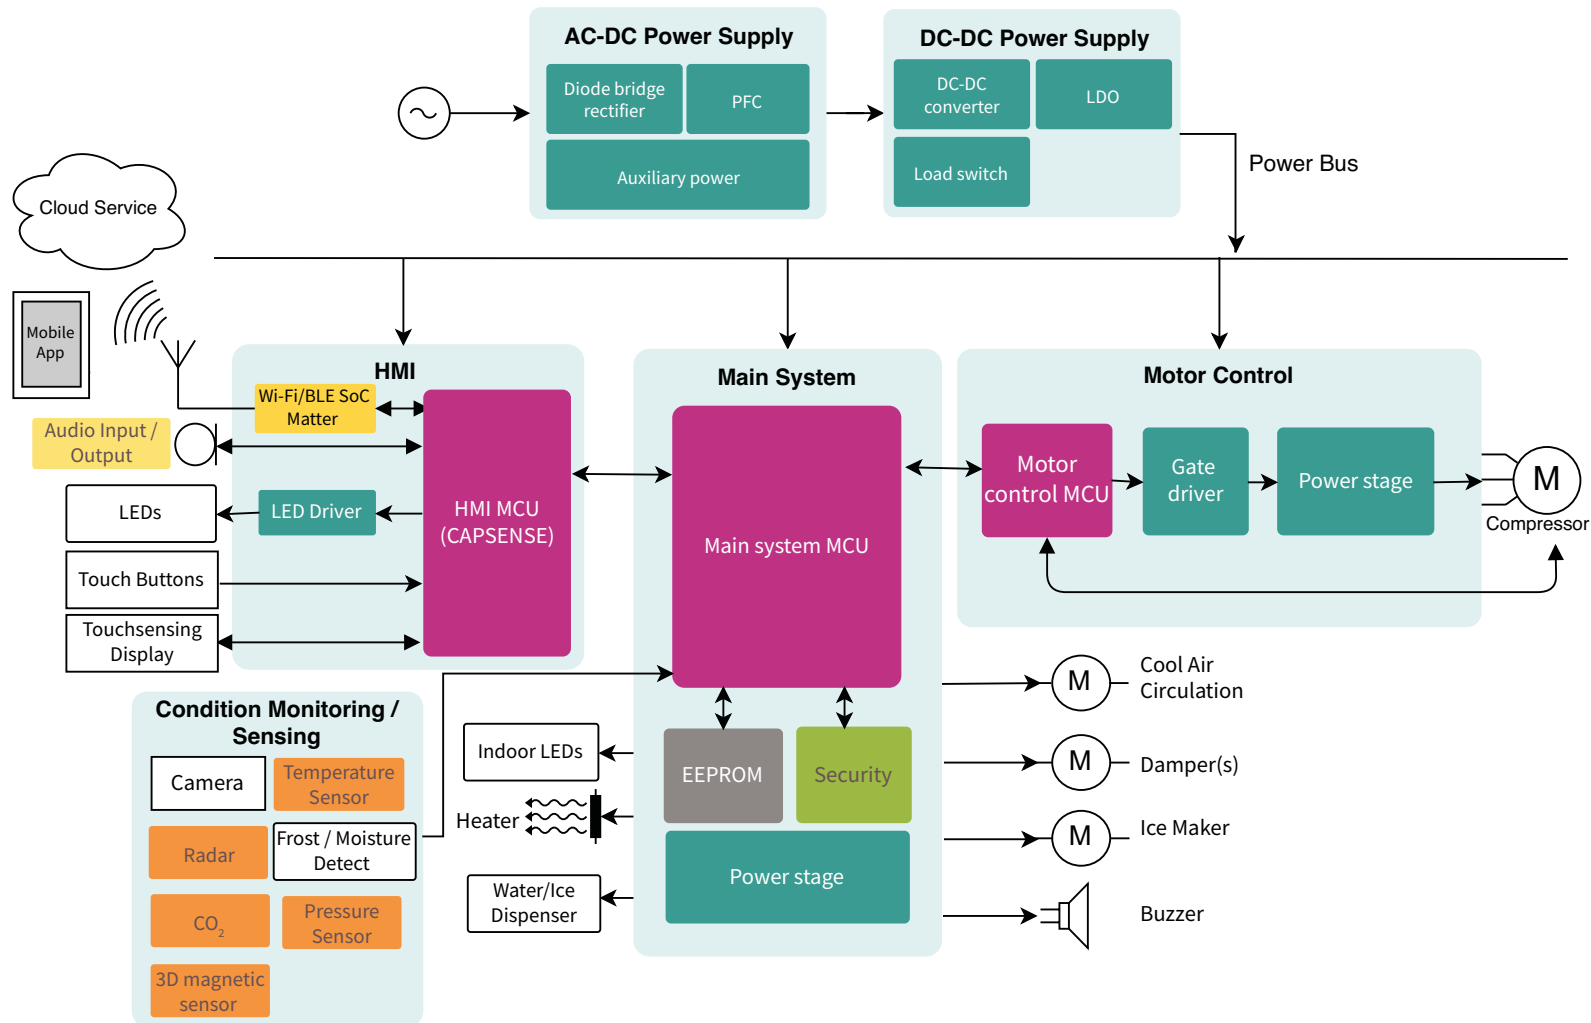 AC-DC Power Supply
Diode bridge
rectifier
PFC
Auxiliary power
DC-DC Power Supply
DC-DC
converter
LDO
Load switch
Power Bus
Cloud Service
Mobile
App
HMI
Wi-Fi/BLE SoC
Matter
Audio Input /
Output
LEDs
LED Driver
HMI MCU
(CAPSENSE)
Touch Buttons
Touchsensing
Display
Main System
Main system MCU
EEPROM
Security
Power stage
Motor Control
Motor
control MCU
Gate
driver
Power stage
M
Compressor
Condition Monitoring /
Sensing
Camera
Temperature
Sensor
Radar
Frost / Moisture
Detect
CO2
Pressure
Sensor
3D magnetic
sensor
Indoor LEDs
Heater
Water/Ice
Dispenser
M
Cool Air
Circulation
M
Damper(s)
M
Ice Maker
Buzzer